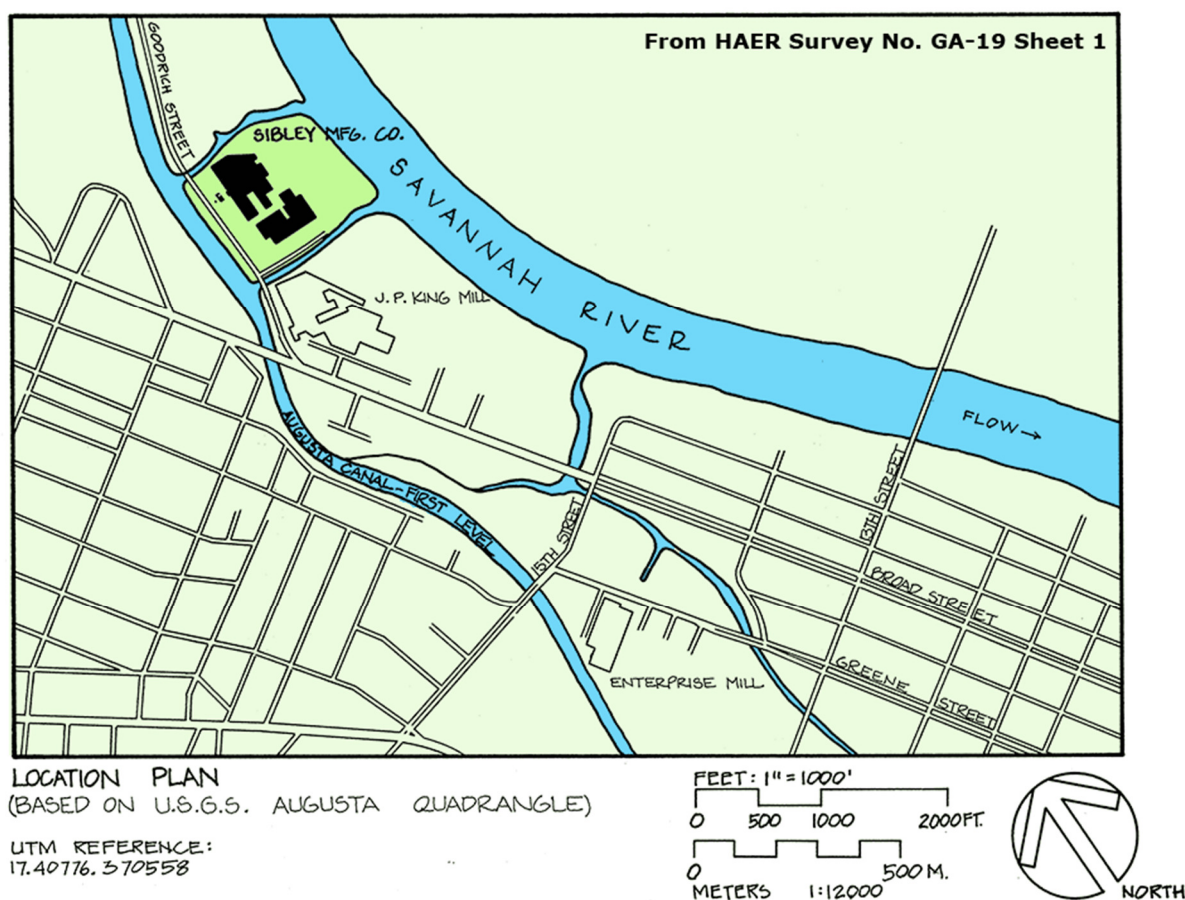 From HAER Survey No. GA-19 Sheet 1
GOODRICH STREET
SIBLEY MFG. CO.
SAVANNAH RIVER
J. P. KING MILL
FLOW→
AUGUSTA CANAL-FIRST LEVEL
15TH STREET
13TH STREET
BROAD STREET
GREENE STREET
ENTERPRISE MILL
LOCATION PLAN
(BASED ON U.S.G.S. AUGUSTA QUADRANGLE)
UTM REFERENCE:
17.40776.370558
FEET: 1"=1000'
0 500 1000 2000FT.
0 500 M.
METERS 1:12000
NORTH